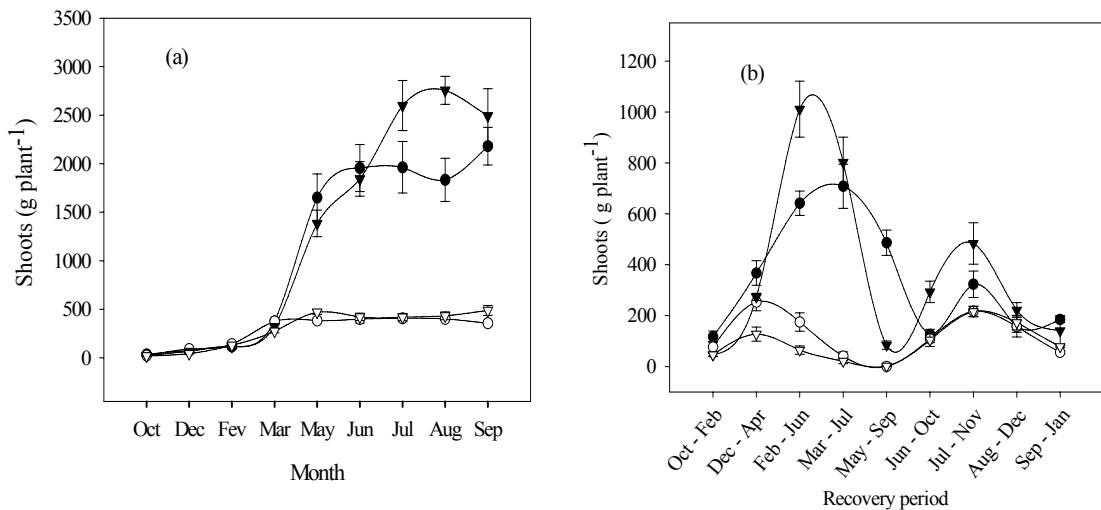 (a)
Shoots (g plant-1)
3500
3000
2500
2000
1500
1000
500
0
Oct Dec Fev Mar May Jun Jul Aug Sep
Month
(b)
Shoots ( g plant-1)
1200
1000
800
600
400
200
0
Oct - Feb
Dec - Apr
Feb - Jun
Mar - Jul
May - Sep
Jun - Oct
Jul - Nov
Aug - Dec
Sep - Jan
Recovery period